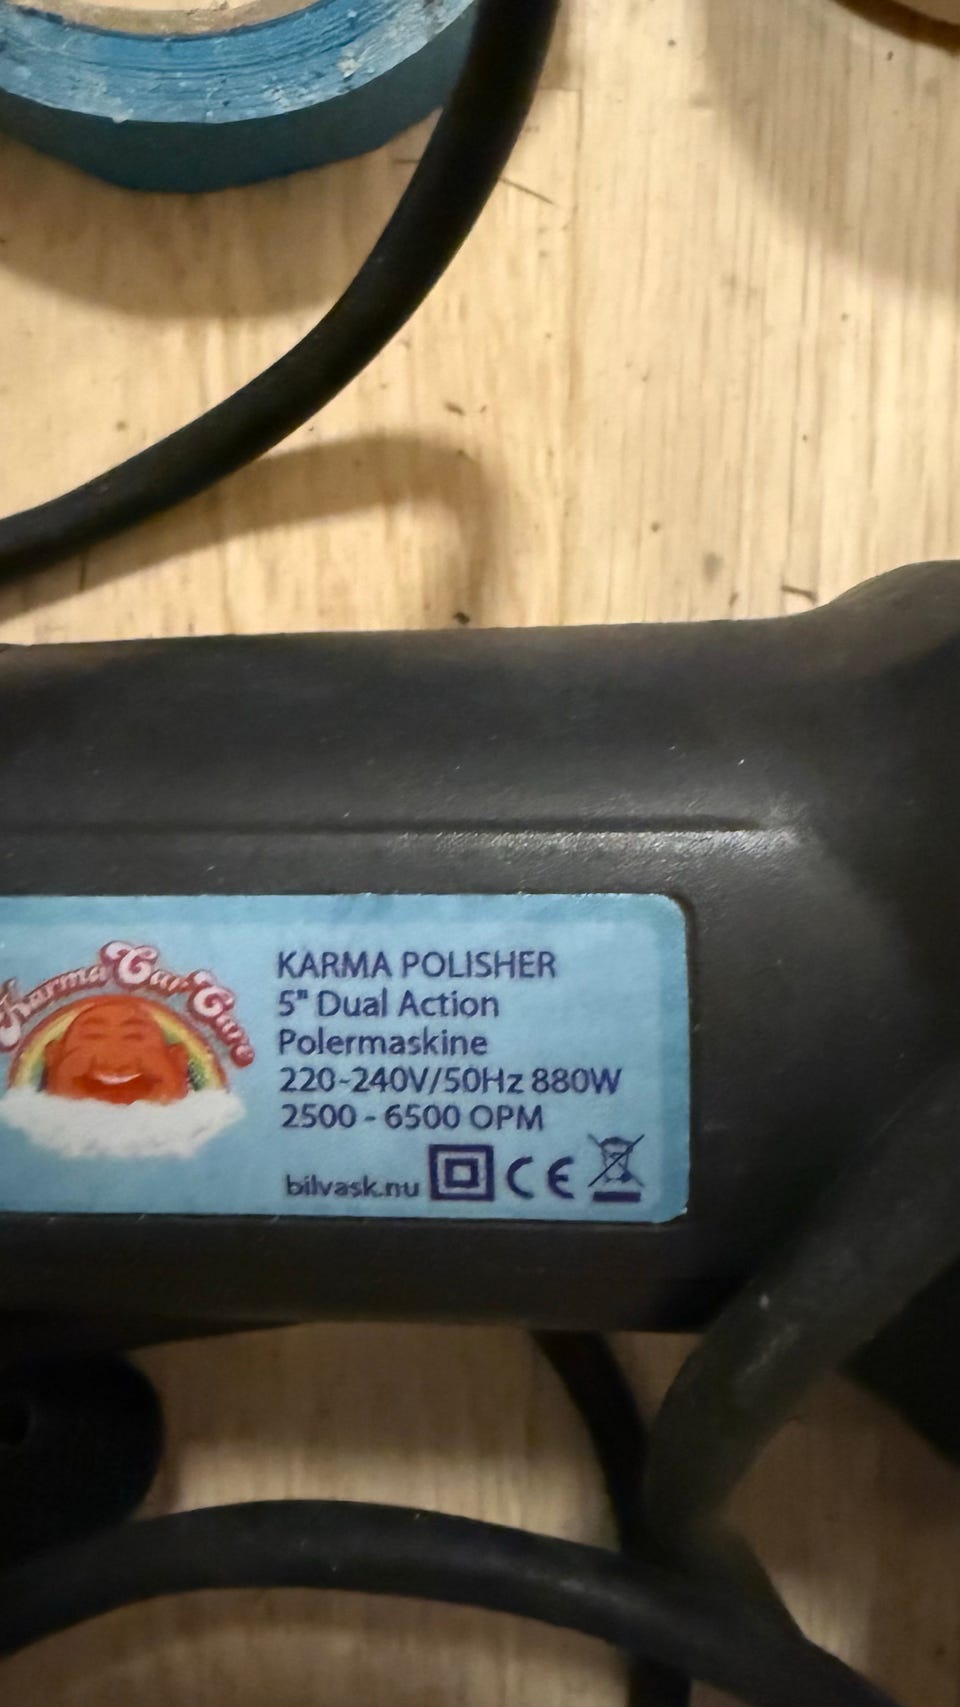 Karma Car Care
KARMA POLISHER
5" Dual Action
Polermaskine
220-240V/50Hz 880W
2500 - 6500 OPM
bilvask.nu CE